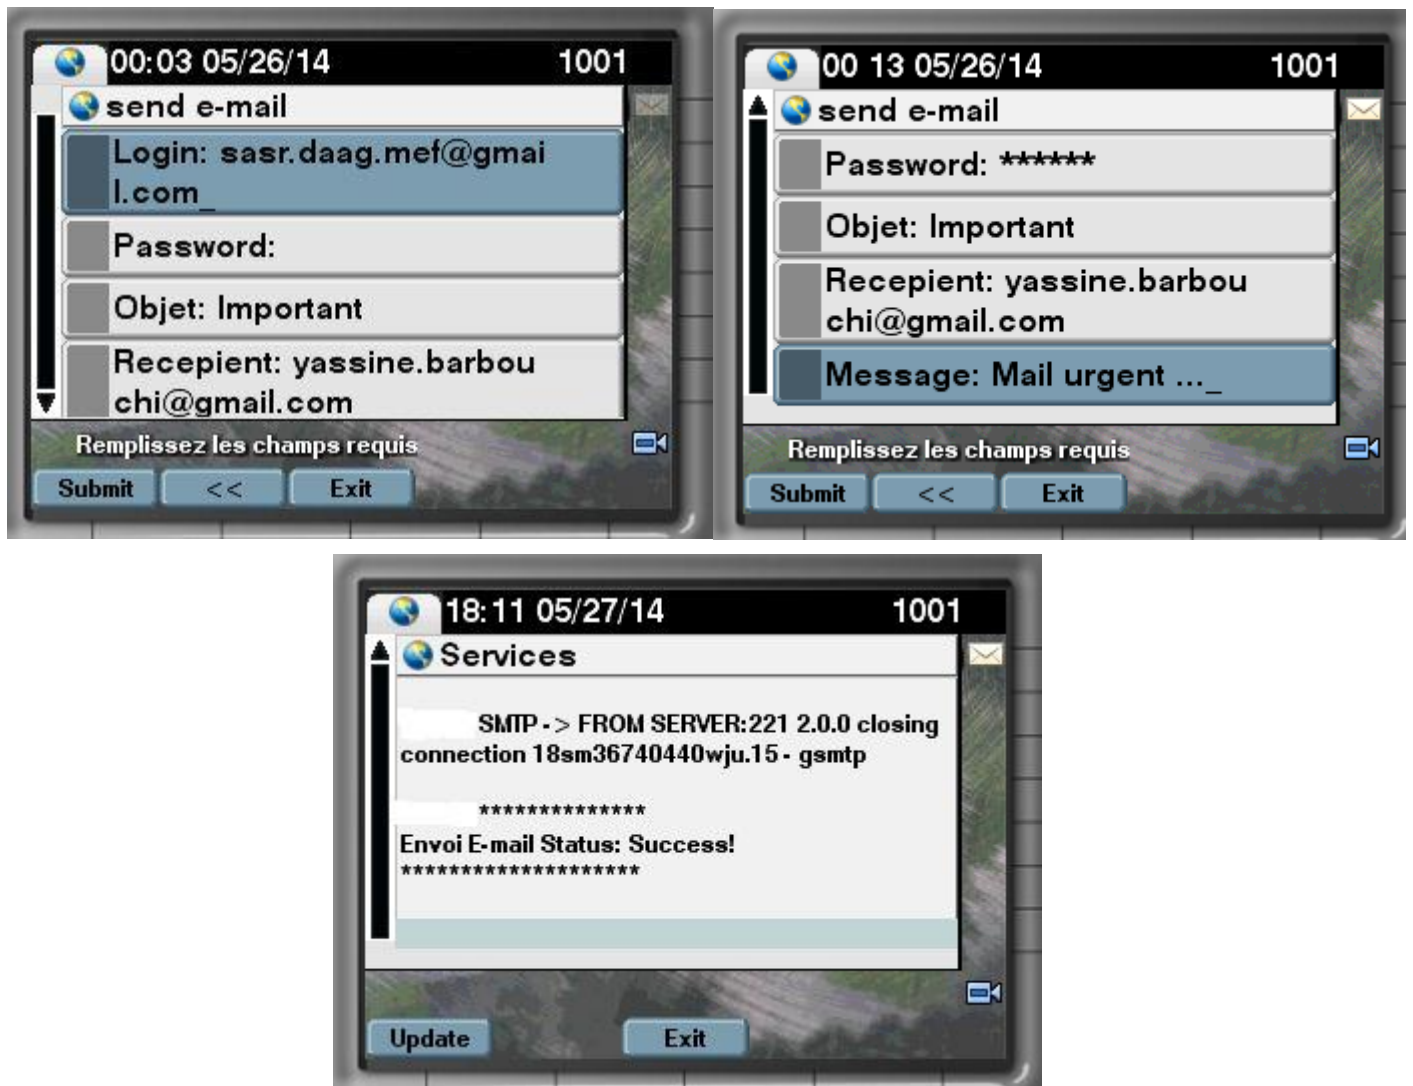 00:03 05/26/14 1001
send e-mail
Login: sasr.daag.mef@gmai
l.com_
Password:
Objet: Important
Recepient: yassine.barbou
chi@gmail.com
Remplissez les champs requis
Submit << Exit
00 13 05/26/14 1001
send e-mail
Password: ******
Objet: Important
Recepient: yassine.barbou
chi@gmail.com
Message: Mail urgent ..._
Remplissez les champs requis
Submit << Exit
18:11 05/27/14 1001
Services
SMTP -> FROM SERVER:221 2.0.0 closing
connection 18sm36740440wju.15 - gsmtp
**************
Envoi E-mail Status: Success!
********************
Update Exit